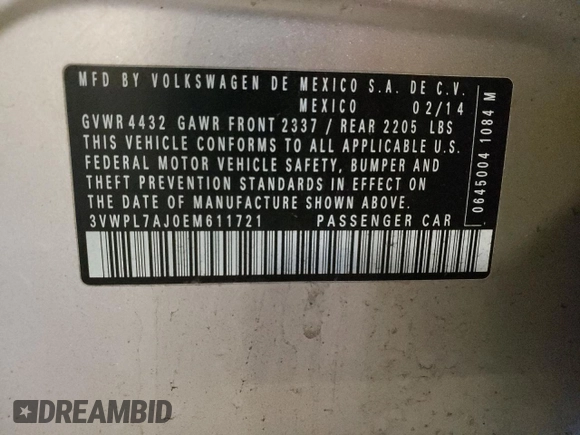 MFD BY VOLKSWAGEN DE MEXICO S.A. DE C.V.
MEXICO 02/14
GVWR 4432 GAWR FRONT 2337 / REAR 2205 LBS
THIS VEHICLE CONFORMS TO ALL APPLICABLE U.S.
FEDERAL MOTOR VEHICLE SAFETY, BUMPER AND
THEFT PREVENTION STANDARDS IN EFFECT ON
THE DATE OF MANUFACTURE SHOWN ABOVE.
3VWPL7AJ0EM611721 PASSENGER CAR
0645004 1084 M
DREAMBID